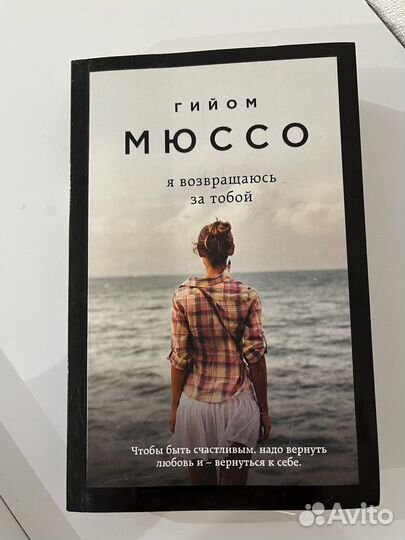 ГИЙОМ
МЮССО
я возвращаюсь
за тобой
Чтобы быть счастливым, надо вернуть
любовь и – вернуться к себе.
Avito